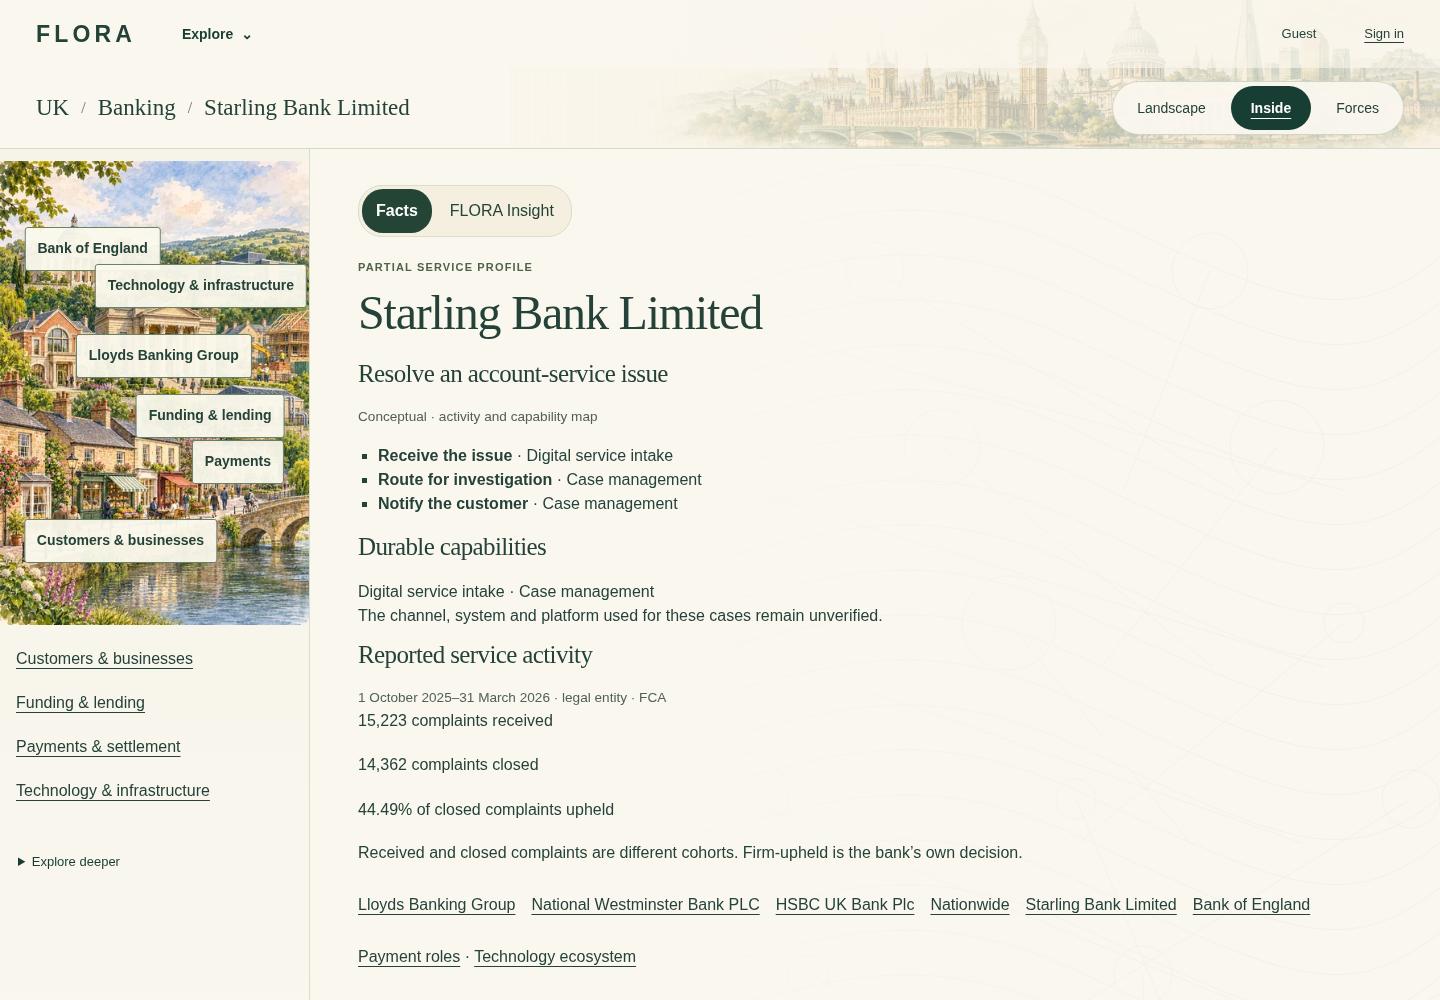 FLORA
Explore
Guest
Sign in
UK / Banking / Starling Bank Limited
Landscape
Inside
Forces
Bank of England
Technology & infrastructure
Lloyds Banking Group
Funding & lending
Payments
Customers & businesses
Customers & businesses
Funding & lending
Payments & settlement
Technology & infrastructure
Explore deeper
Facts
FLORA Insight
PARTIAL SERVICE PROFILE
Starling Bank Limited
Resolve an account-service issue
Conceptual · activity and capability map
Receive the issue · Digital service intake
Route for investigation · Case management
Notify the customer · Case management
Durable capabilities
Digital service intake · Case management
The channel, system and platform used for these cases remain unverified.
Reported service activity
1 October 2025–31 March 2026 · legal entity · FCA
15,223 complaints received
14,362 complaints closed
44.49% of closed complaints upheld
Received and closed complaints are different cohorts. Firm-upheld is the bank’s own decision.
Lloyds Banking Group National Westminster Bank PLC HSBC UK Bank Plc Nationwide Starling Bank Limited Bank of England
Payment roles · Technology ecosystem